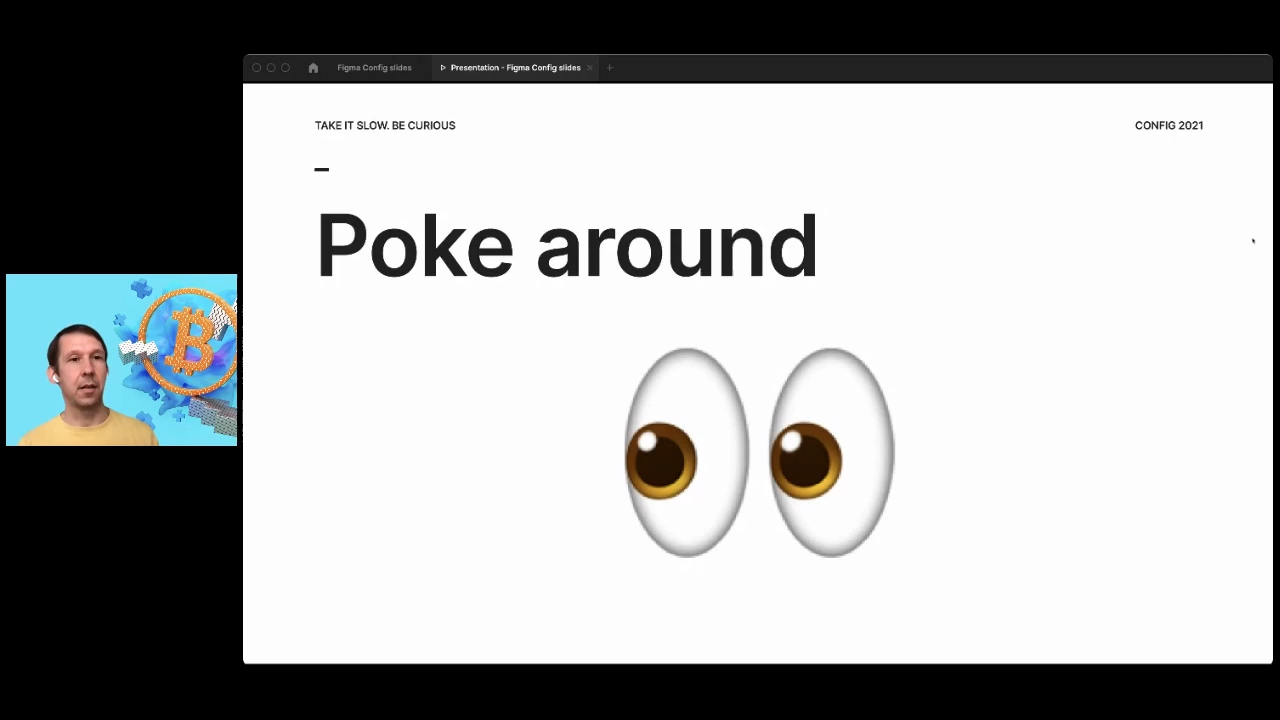 Figma Config slides
Presentation - Figma Config slides
TAKE IT SLOW. BE CURIOUS
CONFIG 2021
Poke around